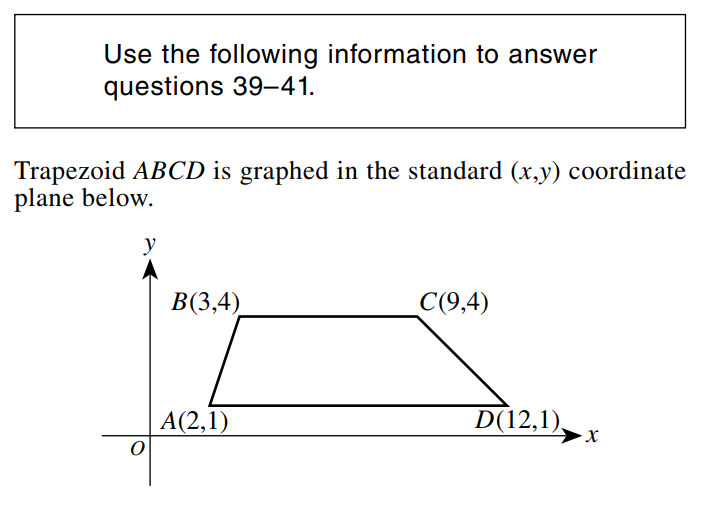 Use the following information to answer
questions 39–41.
Trapezoid ABCD is graphed in the standard (x,y) coordinate
plane below.
y
B(3,4)
C(9,4)
A(2,1)
D(12,1)
x
O